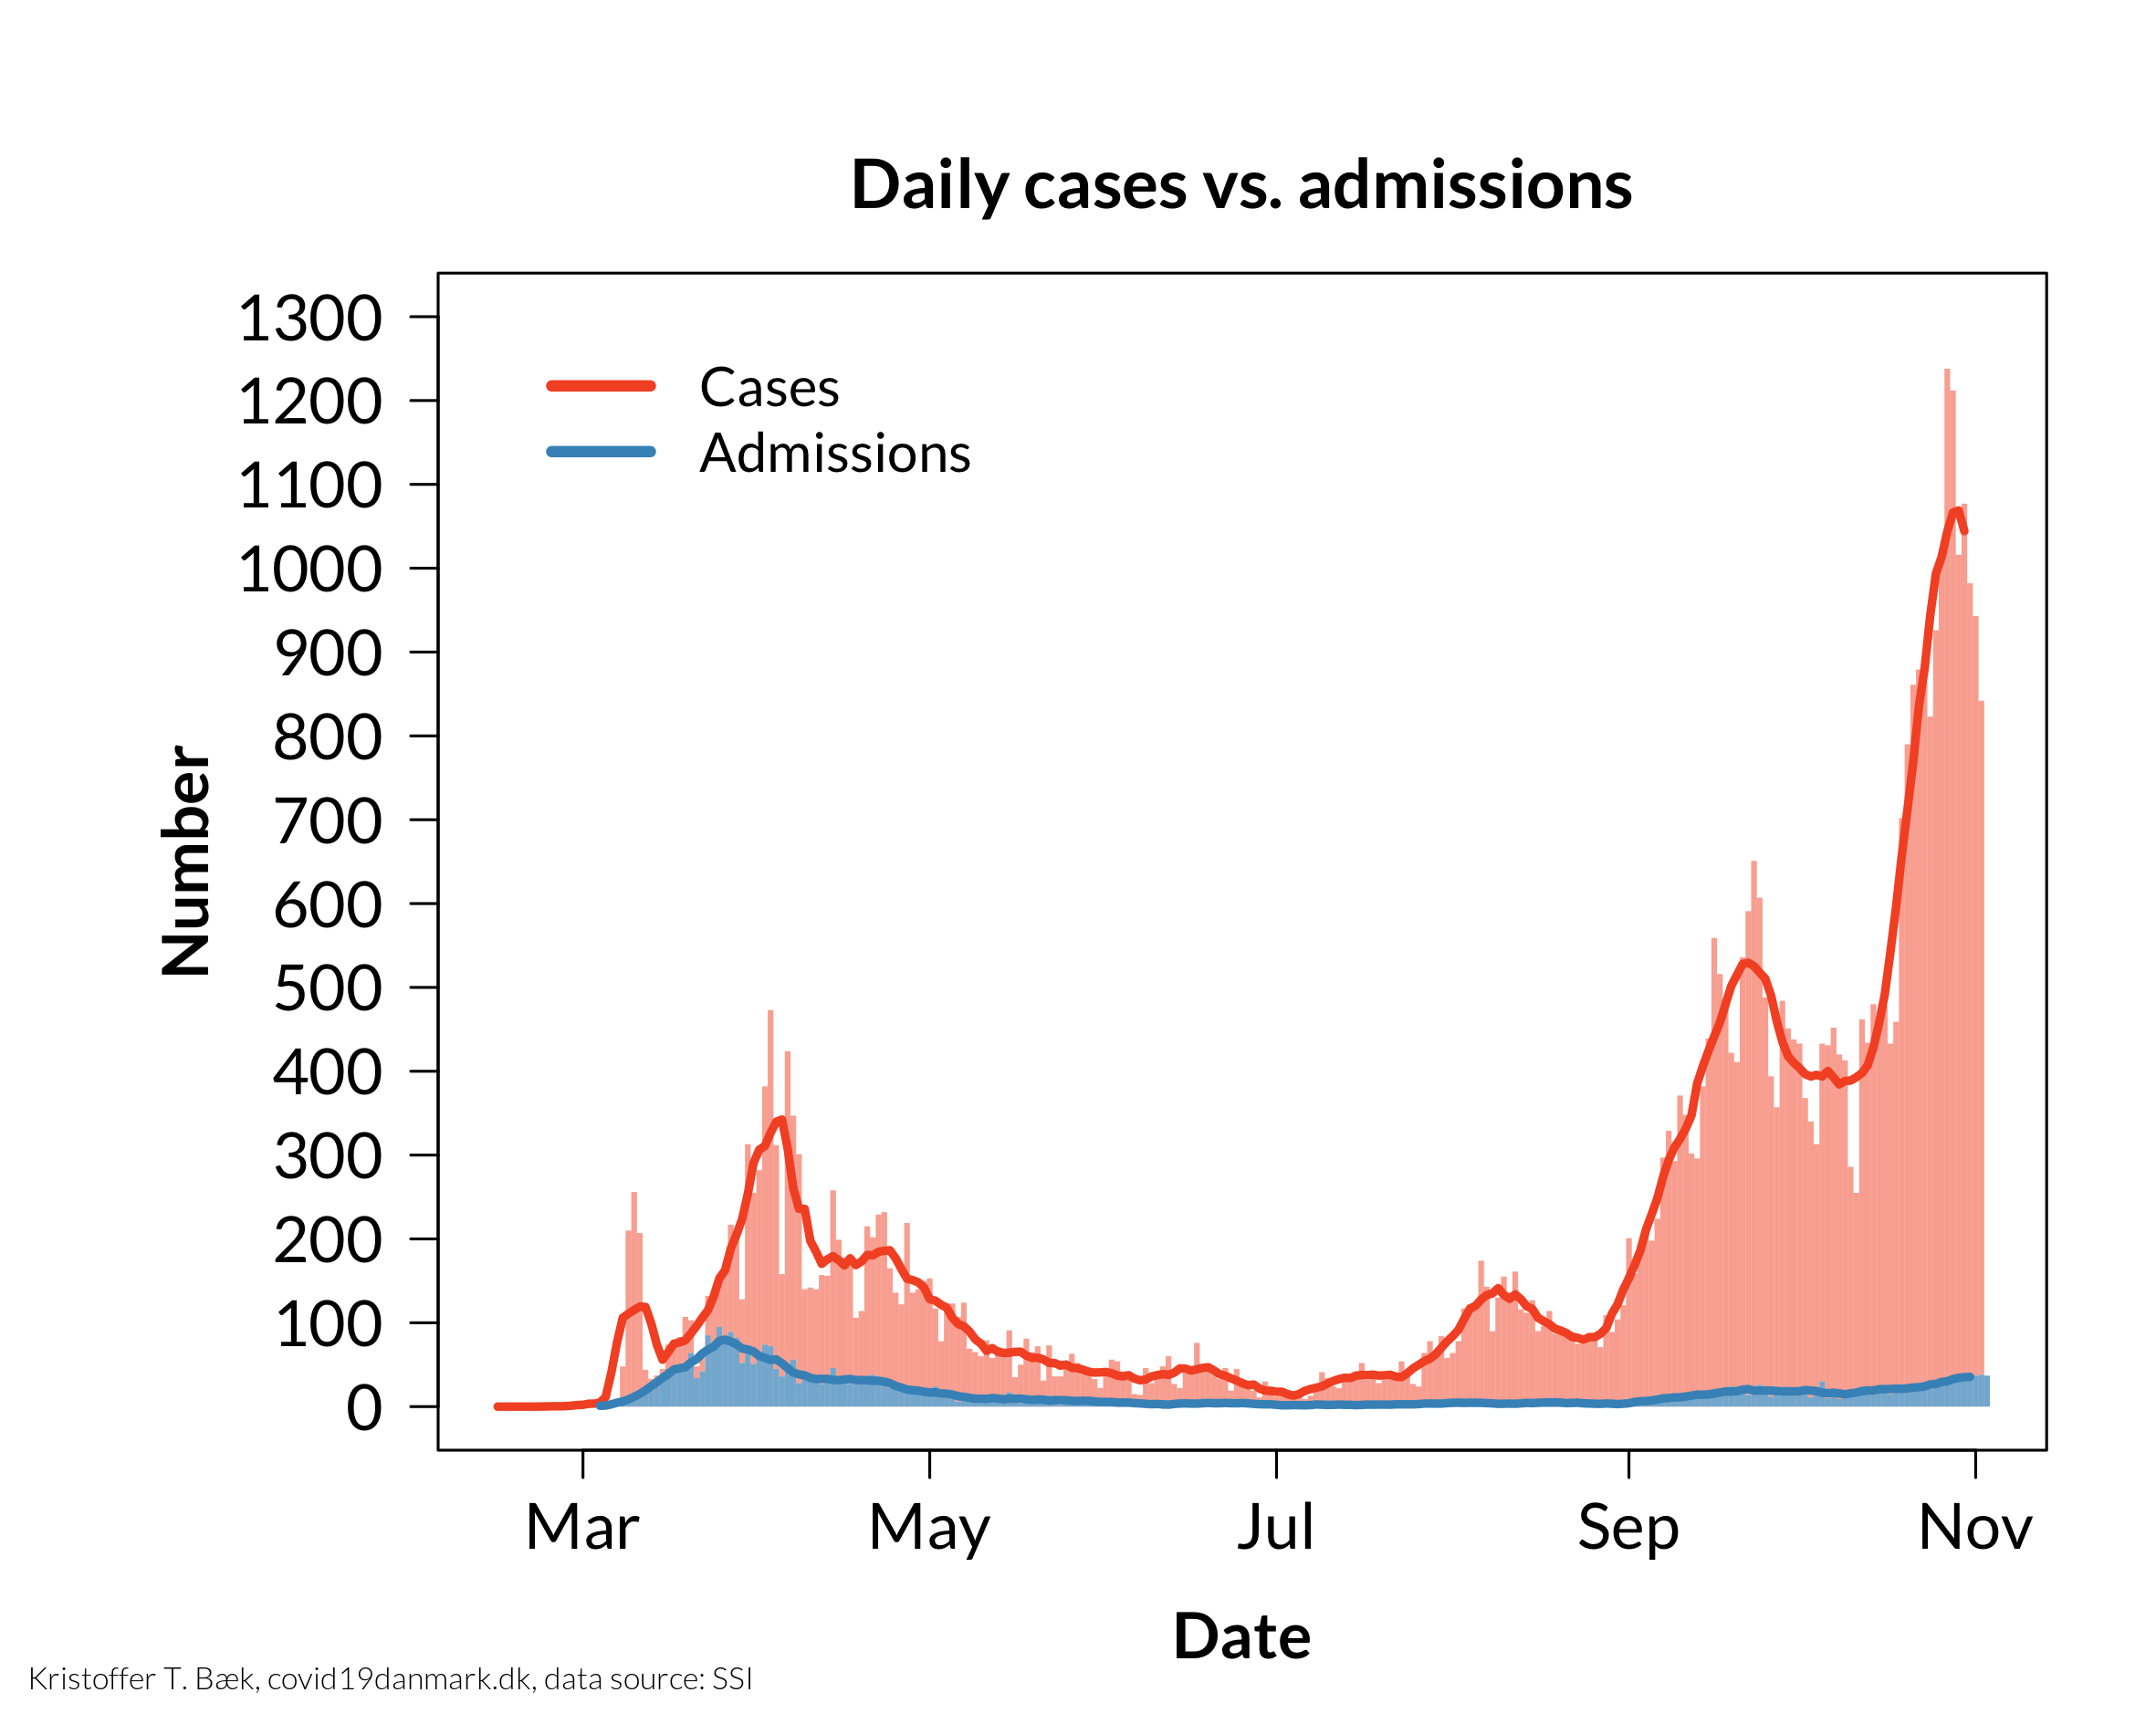 Daily cases vs. admissions
Cases
Admissions
1300
1200
1100
1000
900
800
700
600
500
400
300
200
100
0
Number
Mar May Jul Sep Nov
Date
Kristoffer T. Bæk, covid19danmark.dk, data source: SSI